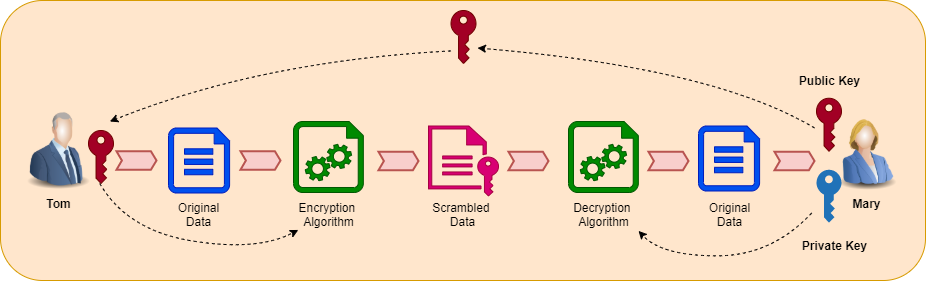 Public Key
Tom
Original
Data
Encryption
Algorithm
Scrambled
Data
Decryption
Algorithm
Original
Data
Mary
Private Key